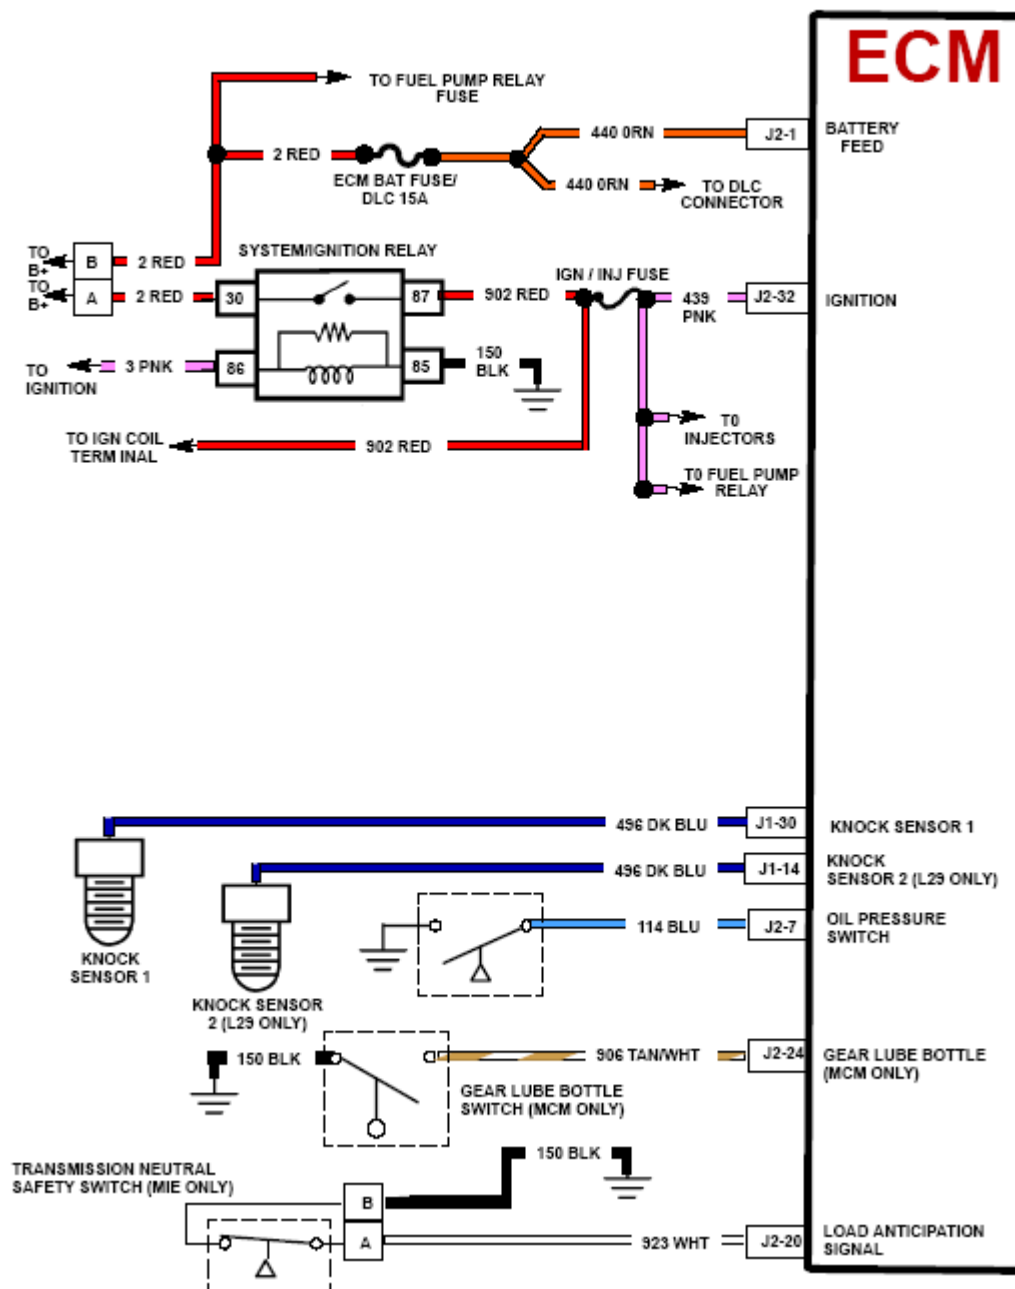 ECM
TO FUEL PUMP RELAY
FUSE
440 0RN
J2-1
BATTERY
FEED
2 RED
ECM BAT FUSE/
DLC 15A
440 0RN
TO DLC
CONNECTOR
SYSTEM/IGNITION RELAY
TO
B+
B
2 RED
TO
B+
A
2 RED
30
87
902 RED
IGN / INJ FUSE
439
PNK
J2-32
IGNITION
TO
IGNITION
3 PNK
86
85
150
BLK
TO IGN COIL
TERM INAL
902 RED
T0
INJECTORS
T0 FUEL PUMP
RELAY
496 DK BLU
J1-30
KNOCK SENSOR 1
496 DK BLU
J1-14
KNOCK
SENSOR 2 (L29 ONLY)
KNOCK
SENSOR 1
114 BLU
J2-7
OIL PRESSURE
SWITCH
KNOCK SENSOR
2 (L29 ONLY)
150 BLK
906 TAN/WHT
J2-24
GEAR LUBE BOTTLE
(MCM ONLY)
GEAR LUBE BOTTLE
SWITCH (MCM ONLY)
150 BLK
TRANSMISSION NEUTRAL
SAFETY SWITCH (MIE ONLY)
B
A
923 WHT
J2-20
LOAD ANTICIPATION
SIGNAL